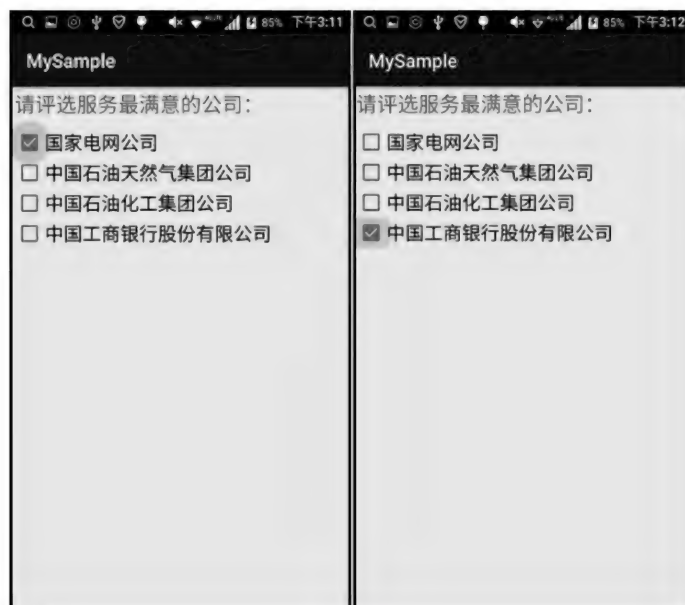 85% 下午3:11
MySample
请评选服务最满意的公司：
国家电网公司
中国石油天然气集团公司
中国石油化工集团公司
中国工商银行股份有限公司
85% 下午3:12
MySample
请评选服务最满意的公司：
国家电网公司
中国石油天然气集团公司
中国石油化工集团公司
中国工商银行股份有限公司